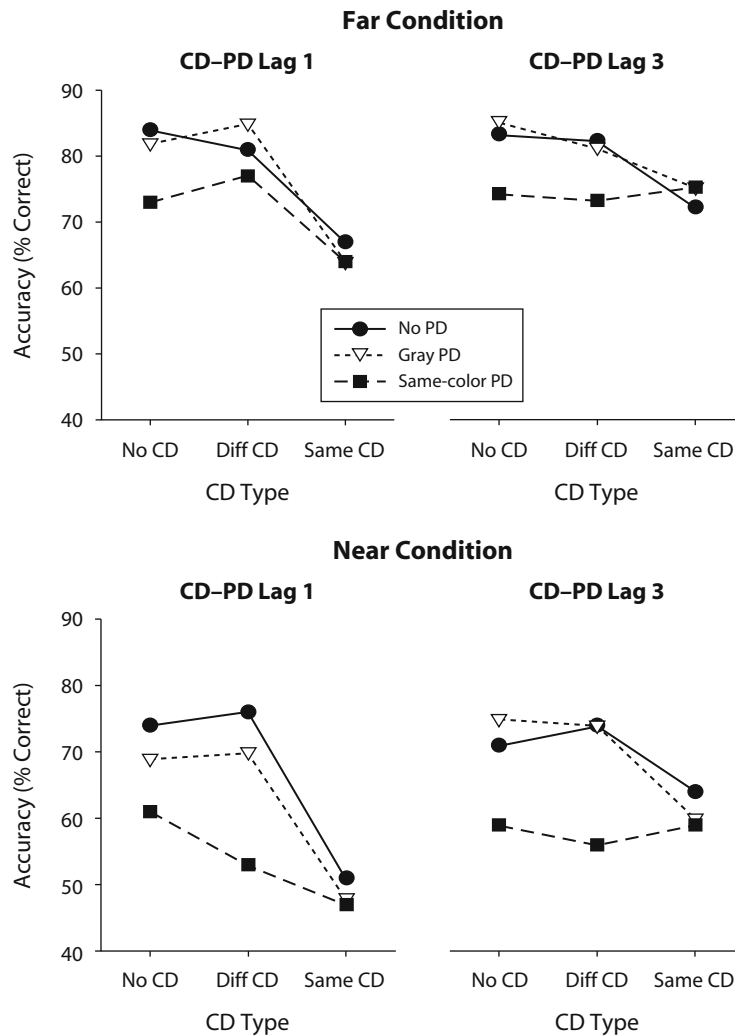 Far Condition
CD–PD Lag 1
CD–PD Lag 3
Accuracy (% Correct)
90
80
70
60
50
40
No PD
Gray PD
Same-color PD
No CD Diff CD Same CD
No CD Diff CD Same CD
CD Type
CD Type
Near Condition
CD–PD Lag 1
CD–PD Lag 3
Accuracy (% Correct)
90
80
70
60
50
40
No CD Diff CD Same CD
No CD Diff CD Same CD
CD Type
CD Type